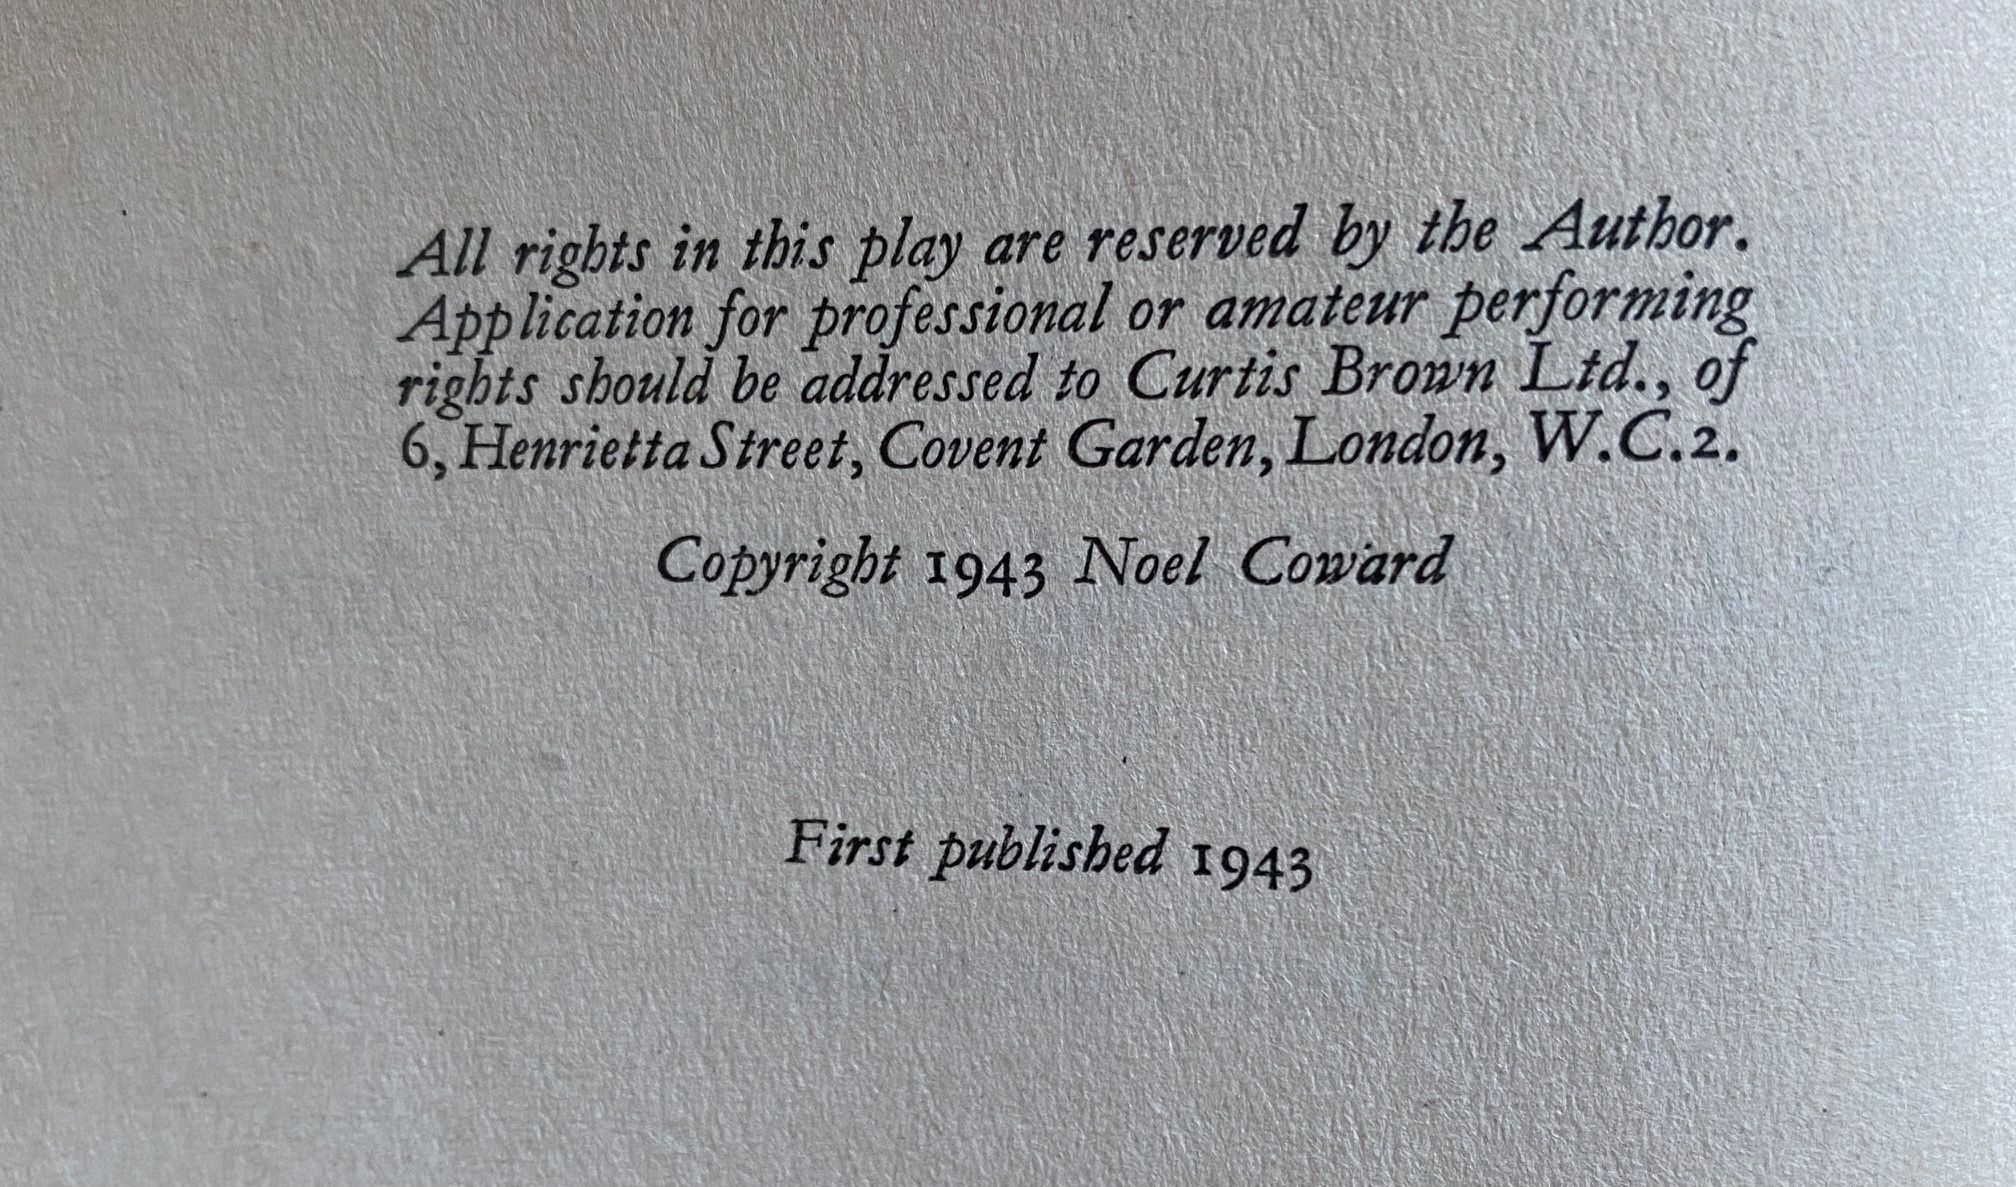 All rights in this play are reserved by the Author.
Application for professional or amateur performing
rights should be addressed to Curtis Brown Ltd., of
6, Henrietta Street, Covent Garden, London, W.C.2.
Copyright 1943 Noel Coward
First published 1943